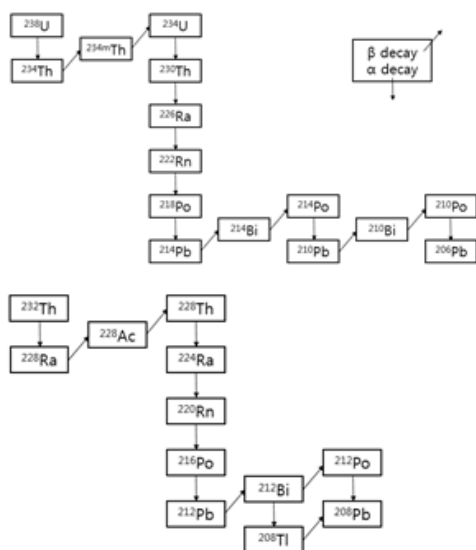 ²³⁸U
²³⁴U
²³⁴ᵐTh
²³⁴Th
²³⁰Th
β decay
α decay
²²⁶Ra
²²²Rn
²¹⁸Po
²¹⁴Po
²¹⁰Po
²¹⁴Bi
²¹⁰Bi
²¹⁴Pb
²¹⁰Pb
²⁰⁶Pb
²³²Th
²²⁸Th
²²⁸Ac
²²⁸Ra
²²⁴Ra
²²⁰Rn
²¹⁶Po
²¹²Po
²¹²Bi
²¹²Pb
²⁰⁸Pb
²⁰⁸Tl